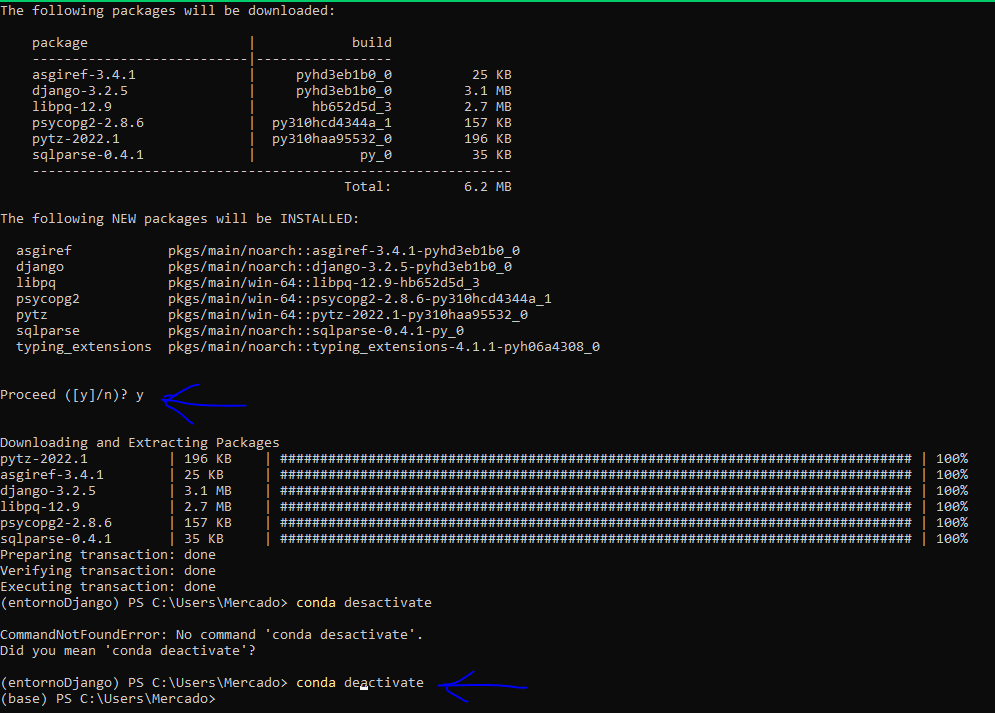 The following packages will be downloaded:
package | build
---------------------------|-----------------
asgiref-3.4.1 | pyhd3eb1b0_0 25 KB
django-3.2.5 | pyhd3eb1b0_0 3.1 MB
libpq-12.9 | hb652d5d_3 2.7 MB
psycopg2-2.8.6 | py310hcd4344a_1 157 KB
pytz-2022.1 | py310haa95532_0 196 KB
sqlparse-0.4.1 | py_0 35 KB
------------------------------------------------------------
Total: 6.2 MB
The following NEW packages will be INSTALLED:
asgiref pkgs/main/noarch::asgiref-3.4.1-pyhd3eb1b0_0
django pkgs/main/noarch::django-3.2.5-pyhd3eb1b0_0
libpq pkgs/main/win-64::libpq-12.9-hb652d5d_3
psycopg2 pkgs/main/win-64::psycopg2-2.8.6-py310hcd4344a_1
pytz pkgs/main/win-64::pytz-2022.1-py310haa95532_0
sqlparse pkgs/main/noarch::sqlparse-0.4.1-py_0
typing_extensions pkgs/main/noarch::typing_extensions-4.1.1-pyh06a4308_0
Proceed ([y]/n)? y
Downloading and Extracting Packages
pytz-2022.1 | 196 KB | ############################################################################### | 100%
asgiref-3.4.1 | 25 KB | ############################################################################### | 100%
django-3.2.5 | 3.1 MB | ############################################################################### | 100%
libpq-12.9 | 2.7 MB | ############################################################################### | 100%
psycopg2-2.8.6 | 157 KB | ############################################################################### | 100%
sqlparse-0.4.1 | 35 KB | ############################################################################### | 100%
Preparing transaction: done
Verifying transaction: done
Executing transaction: done
(entornoDjango) PS C:\Users\Mercado> conda desactivate
CommandNotFoundError: No command 'conda desactivate'.
Did you mean 'conda deactivate'?
(entornoDjango) PS C:\Users\Mercado> conda deactivate
(base) PS C:\Users\Mercado>